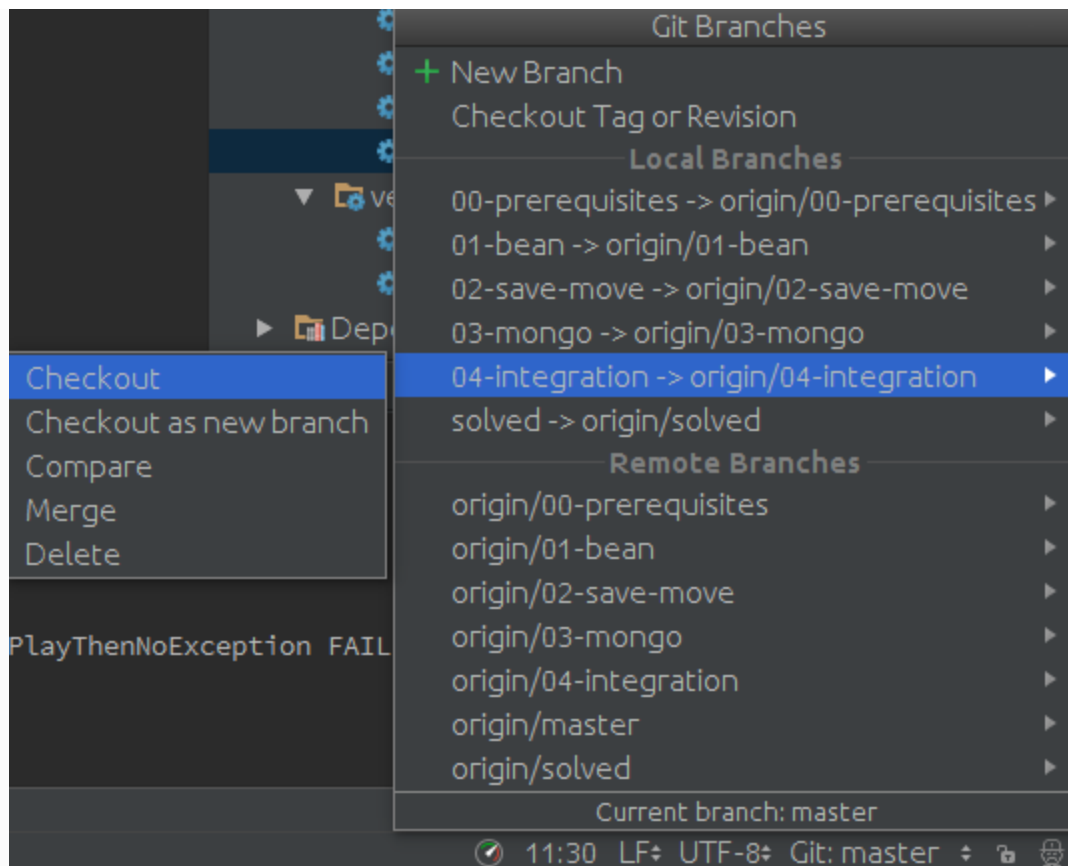 Git Branches
+ New Branch
Checkout Tag or Revision
Local Branches
00-prerequisites -> origin/00-prerequisites
01-bean -> origin/01-bean
02-save-move -> origin/02-save-move
03-mongo -> origin/03-mongo
04-integration -> origin/04-integration
solved -> origin/solved
Remote Branches
origin/00-prerequisites
origin/01-bean
origin/02-save-move
origin/03-mongo
origin/04-integration
origin/master
origin/solved
Current branch: master
ve
Depe
Checkout
Checkout as new branch
Compare
Merge
Delete
PlayThenNoException FAIL
11:30 LF UTF-8 Git: master